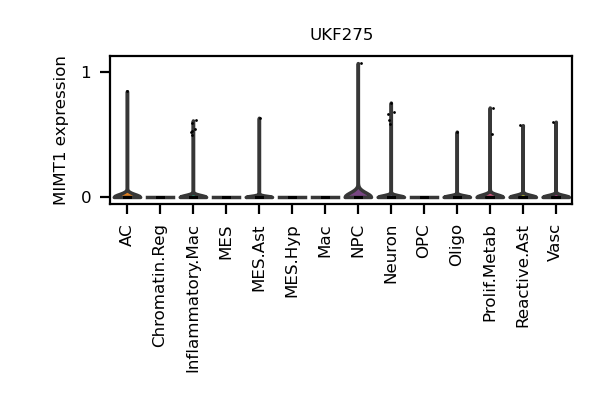 UKF275
MIMT1 expression
1
0
AC
Chromatin.Reg
Inflammatory.Mac
MES
MES.Ast
MES.Hyp
Mac
NPC
Neuron
OPC
Oligo
Prolif.Metab
Reactive.Ast
Vasc